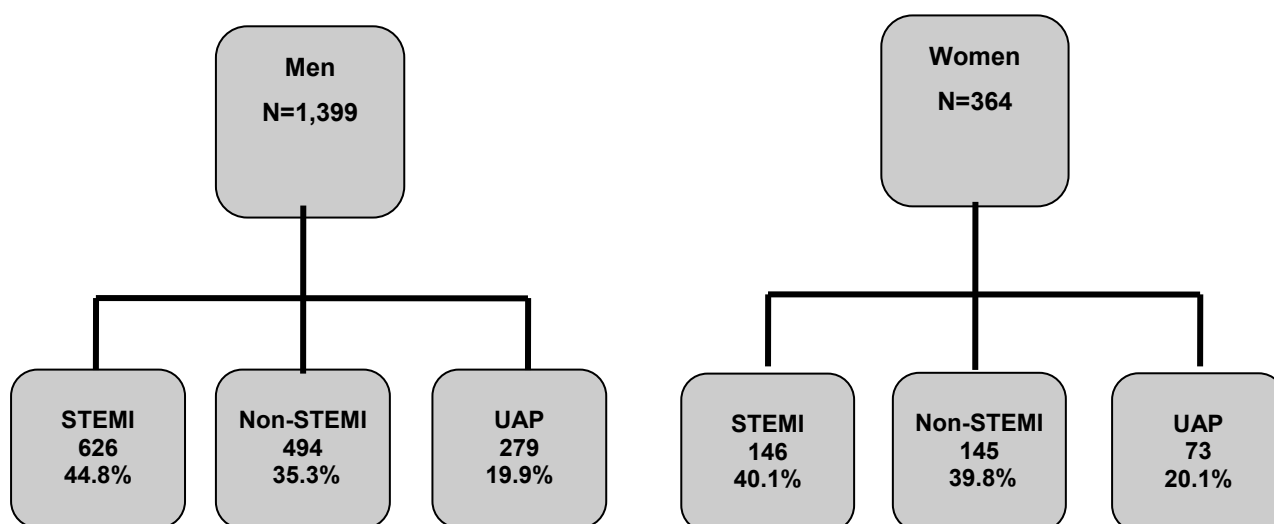 Men
N=1,399
Women
N=364
STEMI
626
44.8%
Non-STEMI
494
35.3%
UAP
279
19.9%
STEMI
146
40.1%
Non-STEMI
145
39.8%
UAP
73
20.1%